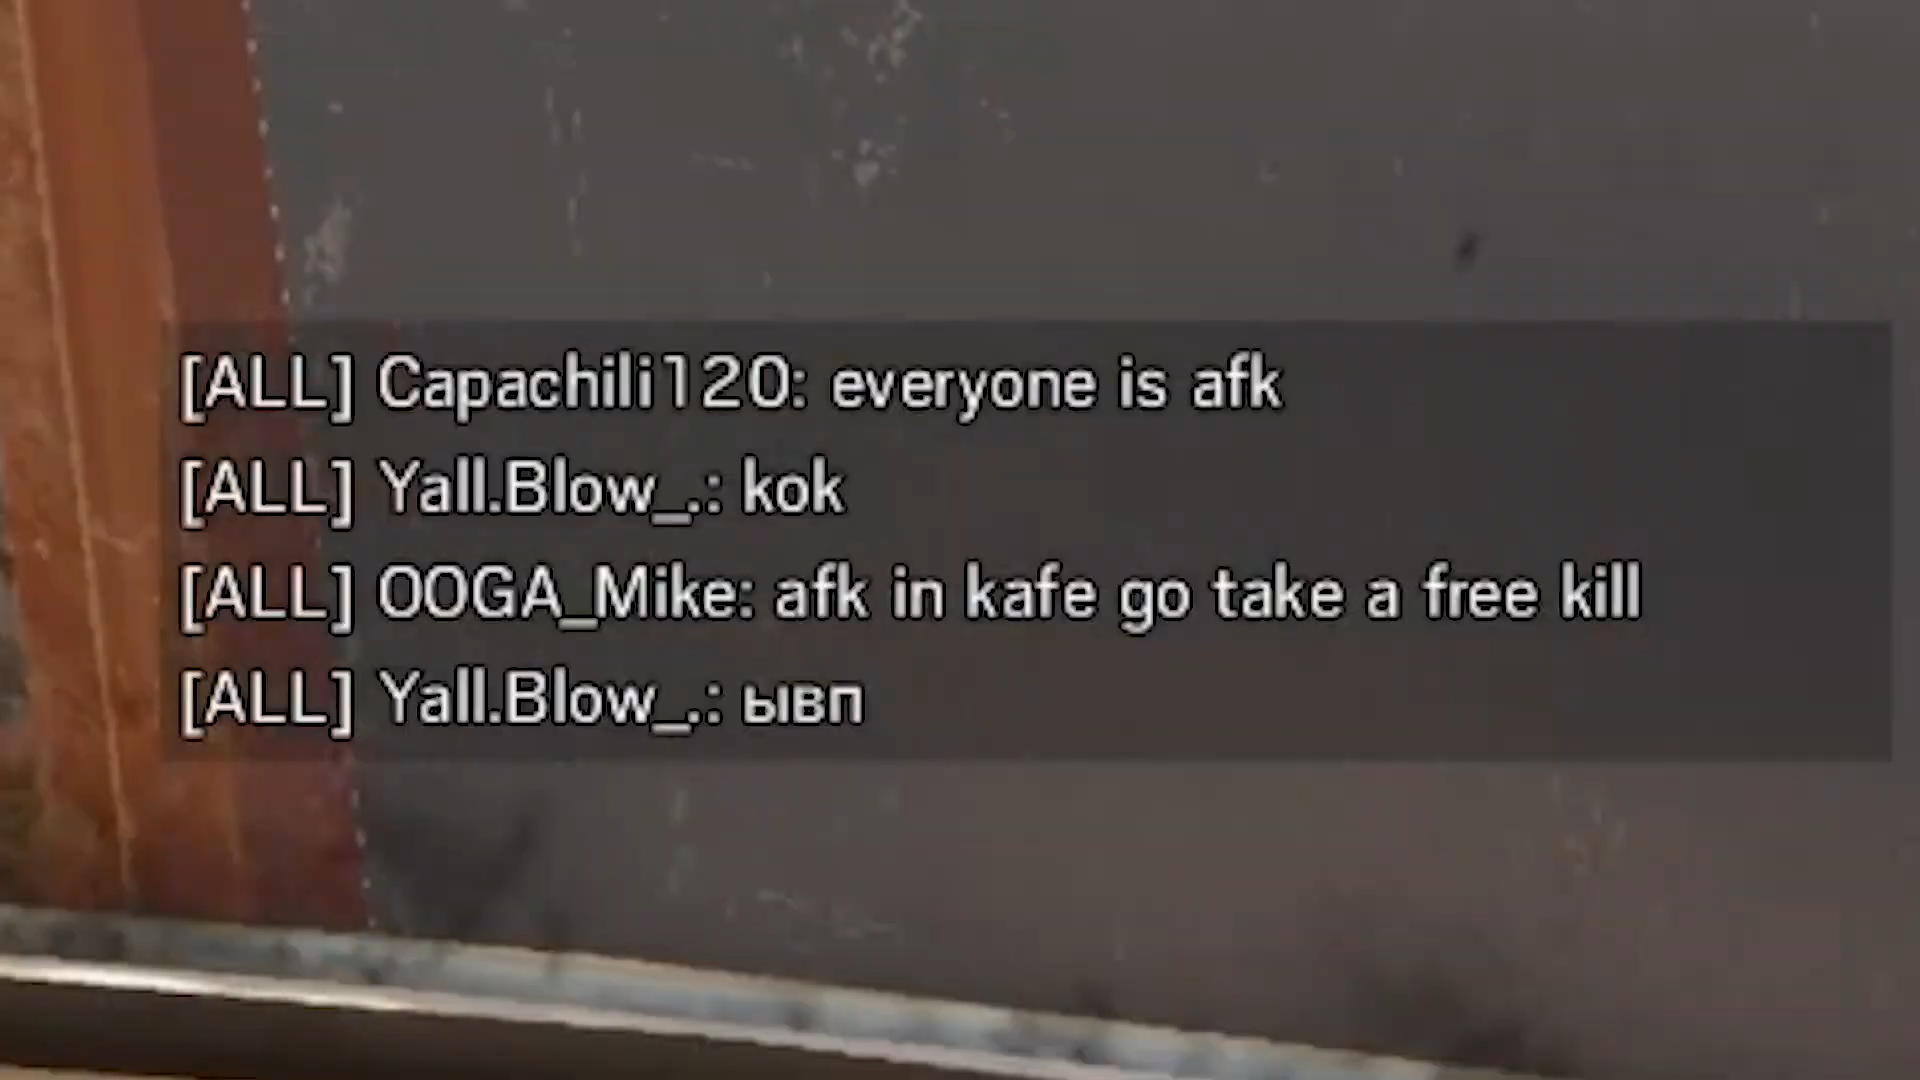 [ALL] Capachili120: everyone is afk
[ALL] Yall.Blow_.: kok
[ALL] OOGA_Mike: afk in kafe go take a free kill
[ALL] Yall.Blow_.: ывп